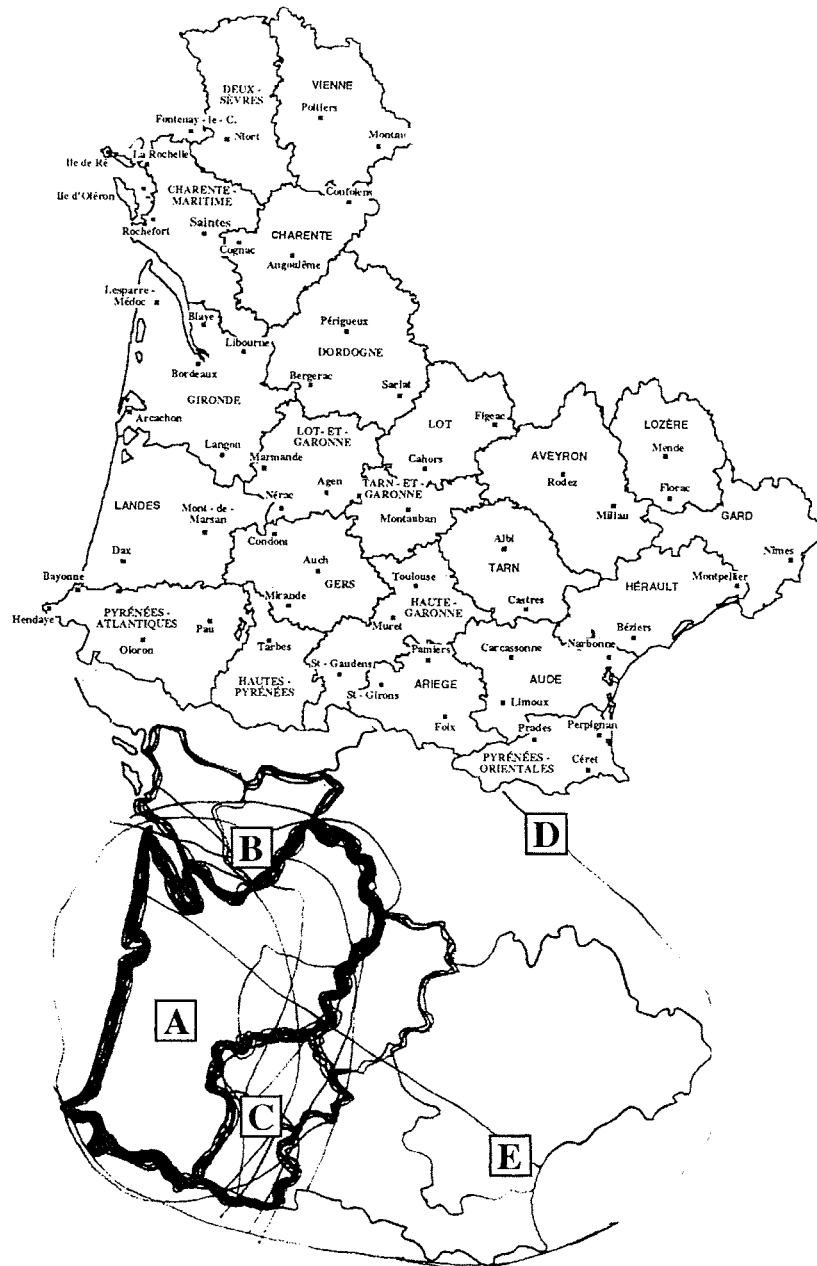 DEUX -
SÈVRES
VIENNE
Poitiers
Fontenay - le - C.
Niort
Ile de Ré
La Rochelle
Ile d'Oléron
CHARENTE -
MARITIME
Confolens
Rochefort
Saintes
CHARENTE
Cognac
Angoulême
Lesparre -
Médoc
Blaye
Libourne
Périgueux
DORDOGNE
Bordeaux
Bergerac
Sarlat
GIRONDE
Arcachon
LOT - ET -
GARONNE
LOT
Figeac
LOZÈRE
Mende
Langon
Marmande
Cahors
AVEYRON
Rodez
Agen
TARN - ET -
GARONNE
Florac
LANDES
Mont - de -
Marsan
Nérac
Montauban
Millau
GARD
Condont
Albi
TARN
Nîmes
Dax
Auch
GERS
Toulouse
HÉRAULT
Montpellier
Bayonne
Mirande
HAUTE -
GARONNE
Castres
Hendaye
PYRÉNÉES -
ATLANTIQUES
Pau
Muret
Béziers
Oloron
Tarbes
Pamiers
Carcassonne
Narbonne
HAUTES -
PYRÉNÉES
St - Gaudens
St - Girons
ARIEGE
AUDE
Limoux
Foix
Prades
Perpignan
PYRÉNÉES -
ORIENTALES
Céret
B
D
A
C
E